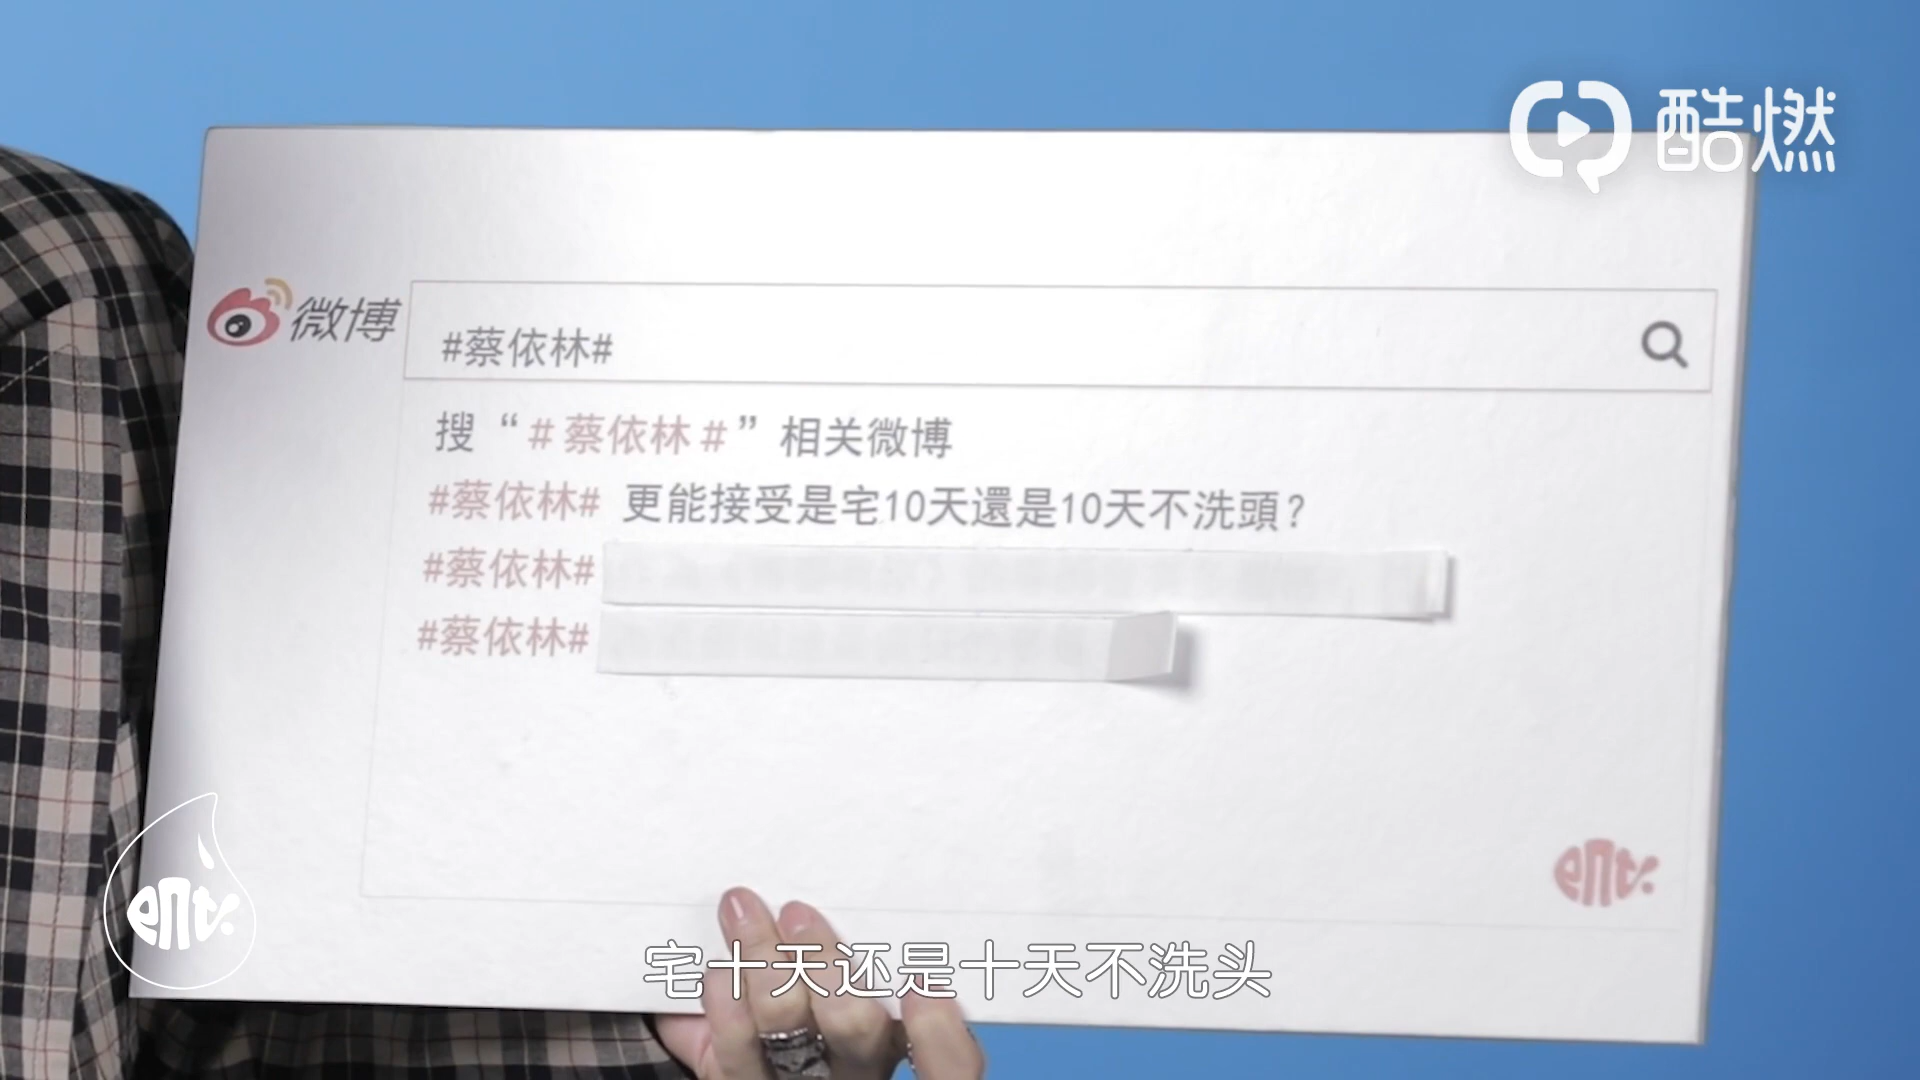 酷燃
微博
#蔡依林#
搜“#蔡依林#”相关微博
#蔡依林# 更能接受是宅10天還是10天不洗頭？
#蔡依林#
#蔡依林#
ent.
ent.
宅十天还是十天不洗头